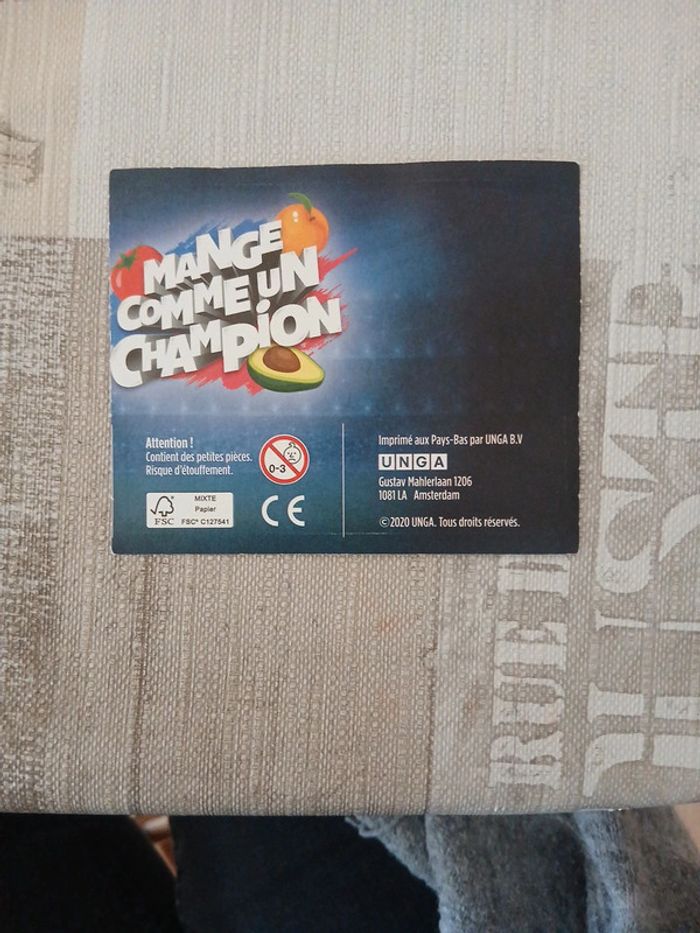 MANGE
COMME UN
CHAMPION
Attention !
Contient des petites pièces.
Risque d'étouffement.
0-3
FSC
MIXTE
Papier
FSC® C127541
CE
Imprimé aux Pays-Bas par UNGA B.V
UNGA
Gustav Mahlerlaan 1206
1081 LA Amsterdam
©2020 UNGA. Tous droits réservés.